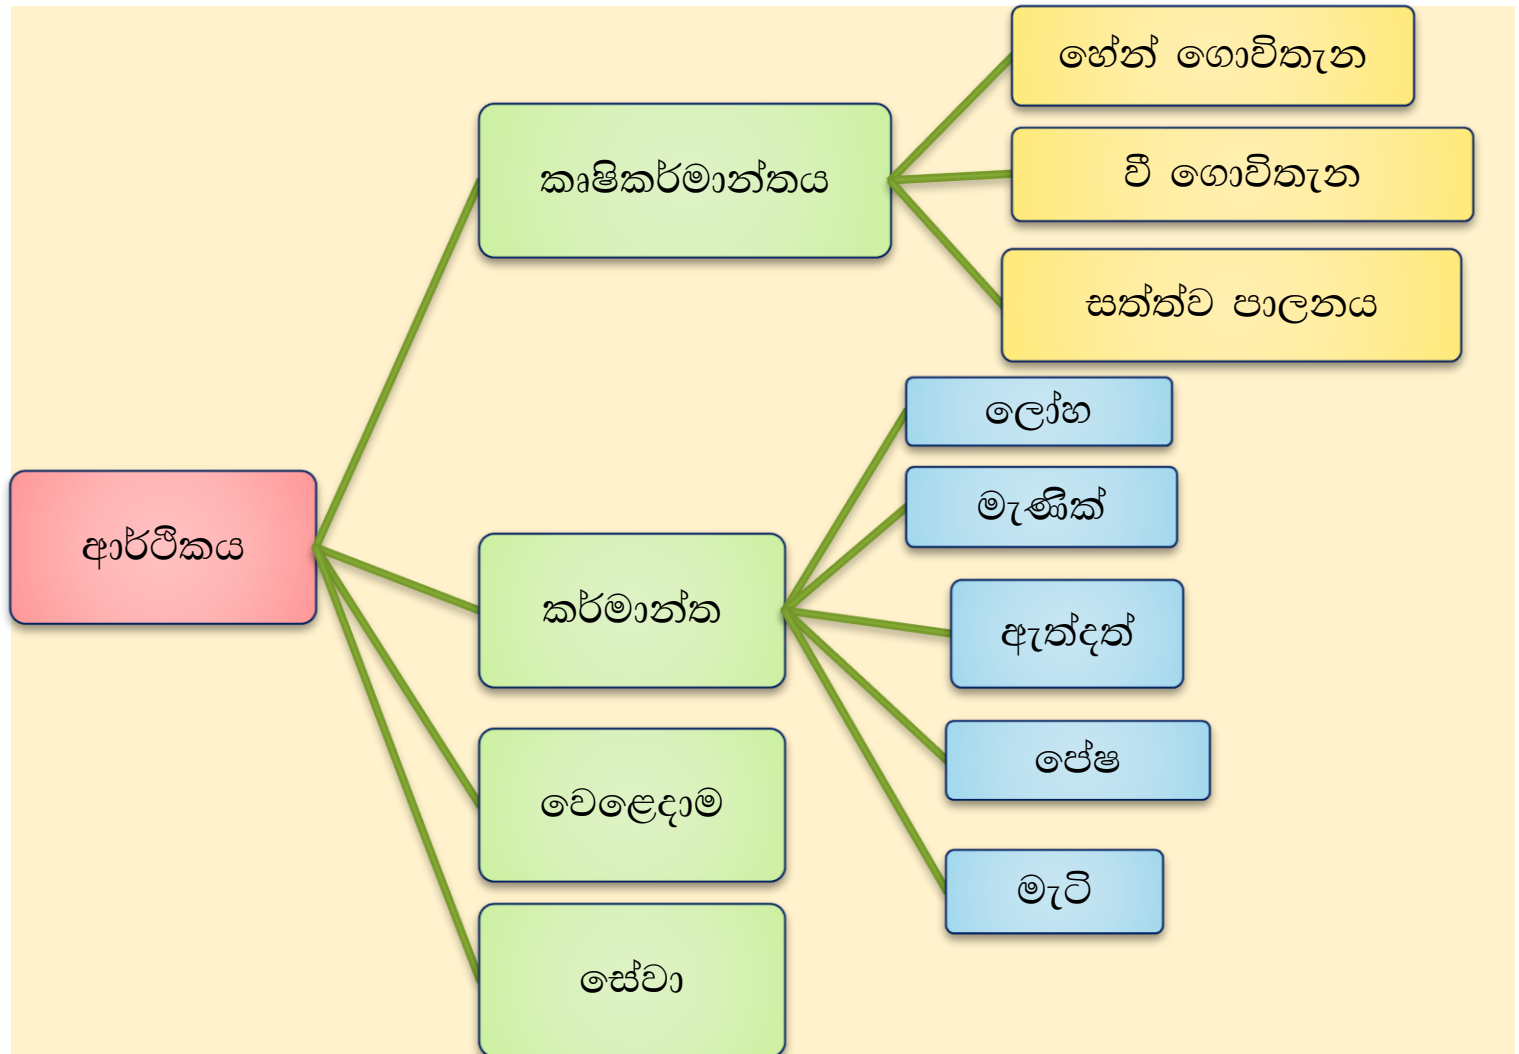 ආර්ථිකය
කෘෂිකර්මාන්තය
හේන් ගොවිතැන
වී ගොවිතැන
සත්ත්ව පාලනය
කර්මාන්ත
ලෝහ
මැණික්
ඇත්දත්
පේෂ
මැටි
වෙළෙදාම
සේවා